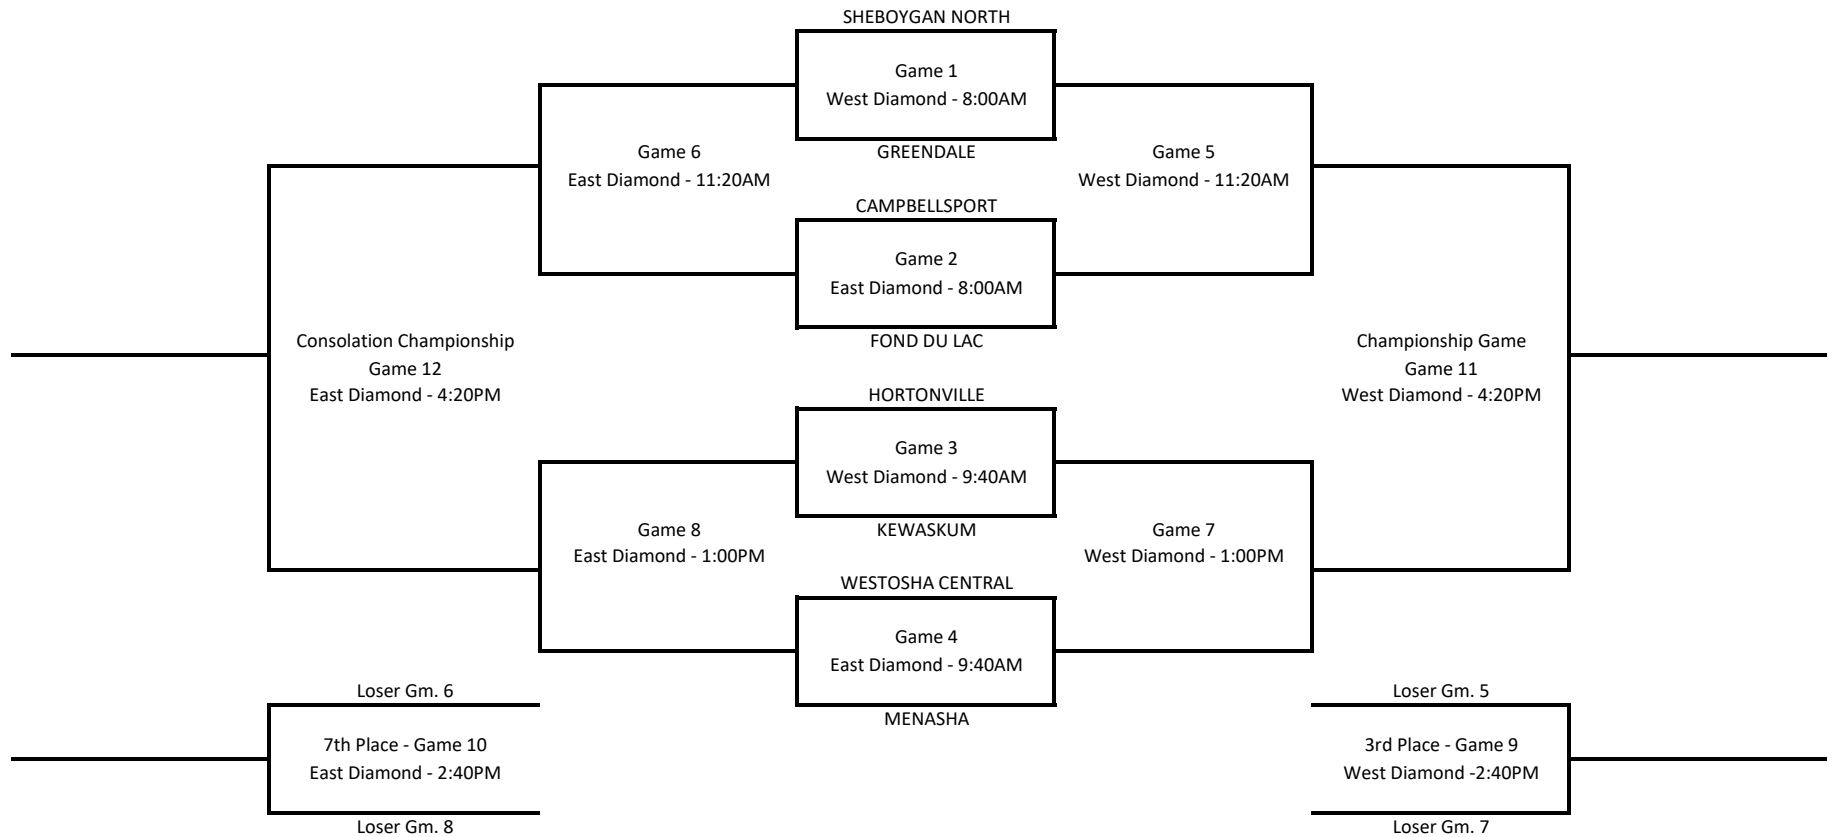 SHEBOYGAN NORTH
Game 1
West Diamond - 8:00AM
GREENDALE
Game 6
East Diamond - 11:20AM
Game 5
West Diamond - 11:20AM
CAMPBELLSPORT
Game 2
East Diamond - 8:00AM
FOND DU LAC
Consolation Championship
Game 12
East Diamond - 4:20PM
Championship Game
Game 11
West Diamond - 4:20PM
HORTONVILLE
Game 3
West Diamond - 9:40AM
KEWASKUM
Game 8
East Diamond - 1:00PM
Game 7
West Diamond - 1:00PM
WESTOSHA CENTRAL
Game 4
East Diamond - 9:40AM
MENASHA
Loser Gm. 6
7th Place - Game 10
East Diamond - 2:40PM
Loser Gm. 8
Loser Gm. 5
3rd Place - Game 9
West Diamond -2:40PM
Loser Gm. 7